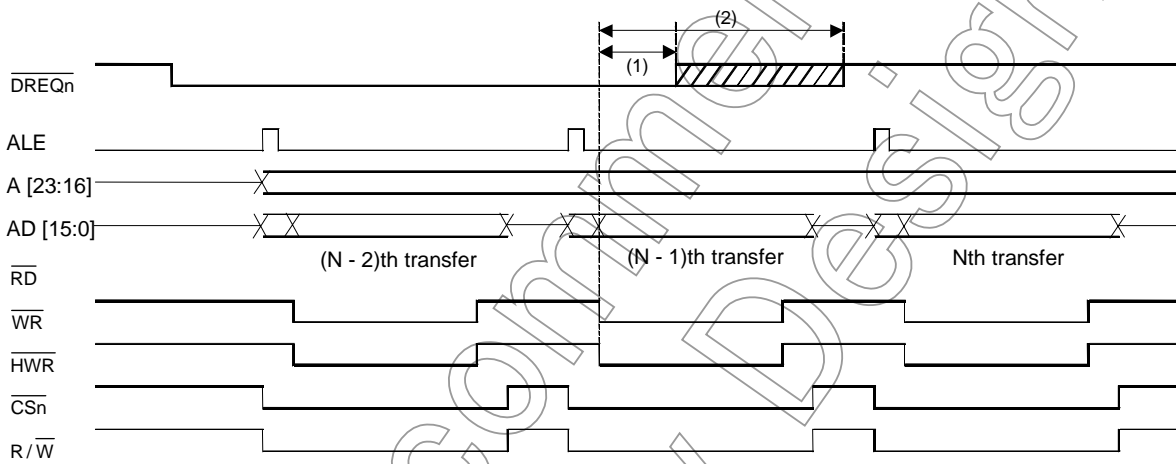 (2)
(1)
DREQn
ALE
A [23:16]
AD [15:0]
(N - 2)th transfer (N - 1)th transfer Nth transfer
RD
WR
HWR
CSn
R / W